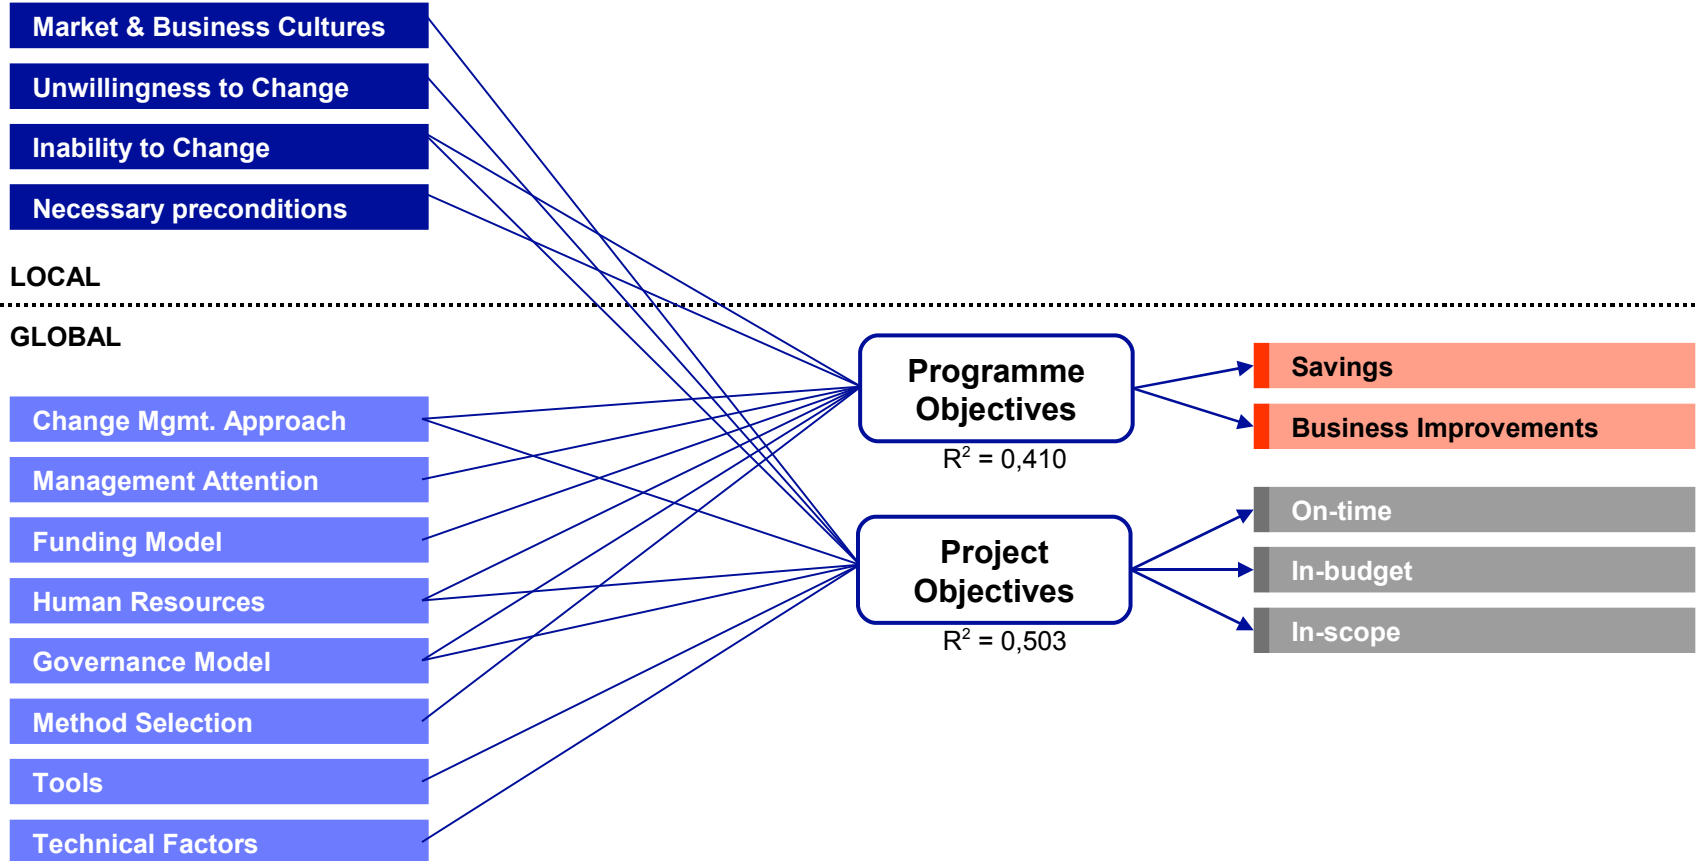 Market & Business Cultures
Unwillingness to Change
Inability to Change
Necessary preconditions
LOCAL
GLOBAL
Change Mgmt. Approach
Management Attention
Funding Model
Human Resources
Governance Model
Method Selection
Tools
Technical Factors
Programme
Objectives
R² = 0,410
Project
Objectives
R² = 0,503
Savings
Business Improvements
On-time
In-budget
In-scope